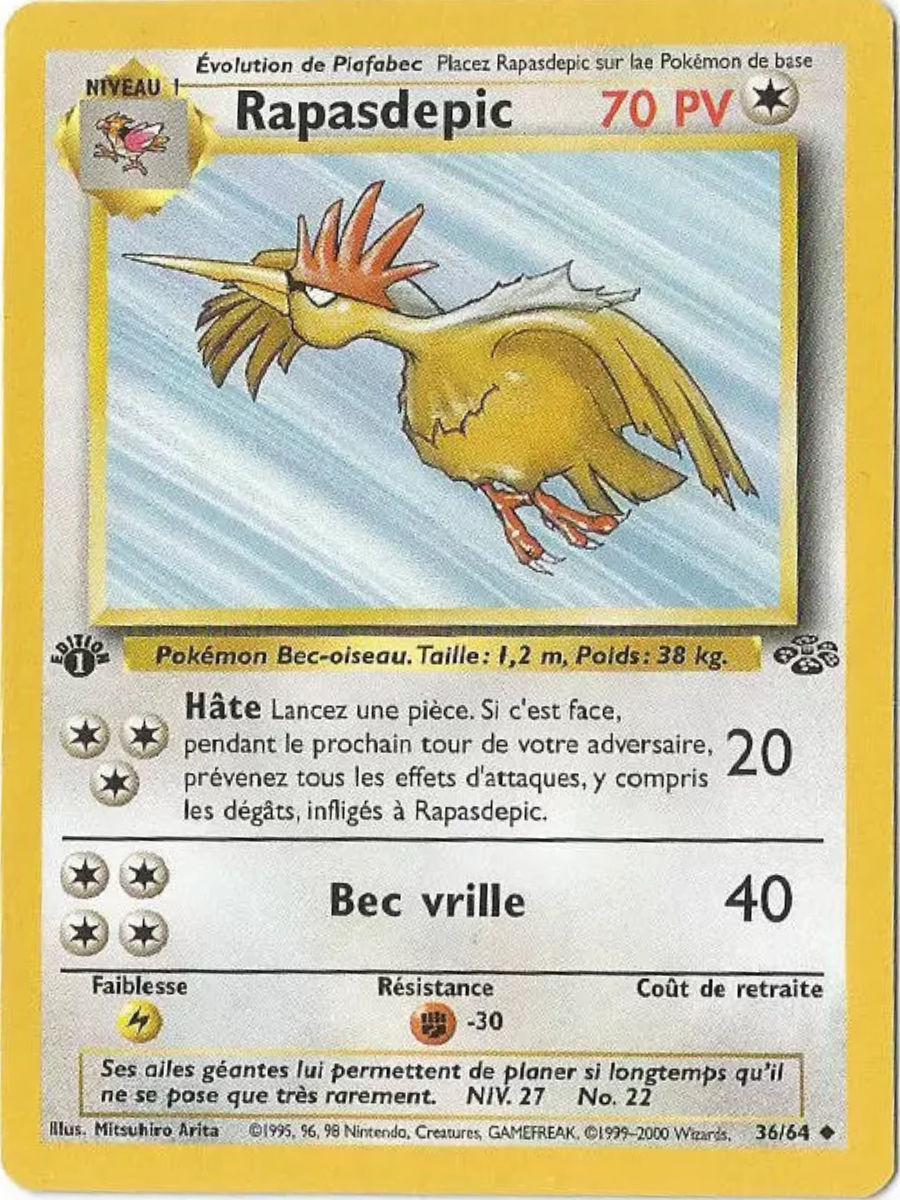 Évolution de Piafabec Placez Rapasdepic sur lae Pokémon de base
NIVEAU 1
Rapasdepic 70 PV
EDITION
1
Pokémon Bec-oiseau. Taille: 1,2 m, Poids: 38 kg.
Hâte Lancez une pièce. Si c'est face,
pendant le prochain tour de votre adversaire,
prévenez tous les effets d'attaques, y compris
les dégâts, infligés à Rapasdepic.
20
Bec vrille 40
Faiblesse Résistance Coût de retraite
-30
Ses ailes géantes lui permettent de planer si longtemps qu'il
ne se pose que très rarement. NIV. 27 No. 22
Illus. Mitsuhiro Arita ©1995, 96, 98 Nintendo, Creatures, GAMEFREAK. ©1999-2000 Wizards. 36/64